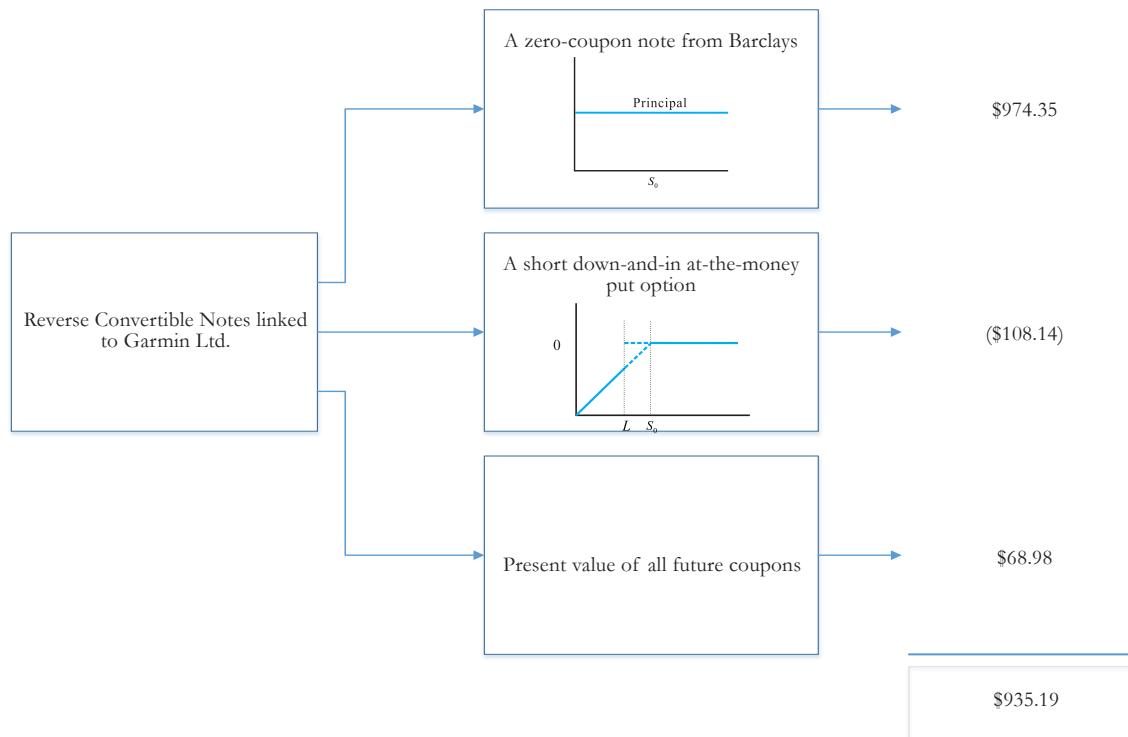 A zero-coupon note from Barclays
Principal
S₀
$974.35
Reverse Convertible Notes linked
to Garmin Ltd.
A short down-and-in at-the-money
put option
0
L S₀
($108.14)
Present value of all future coupons
$68.98
$935.19